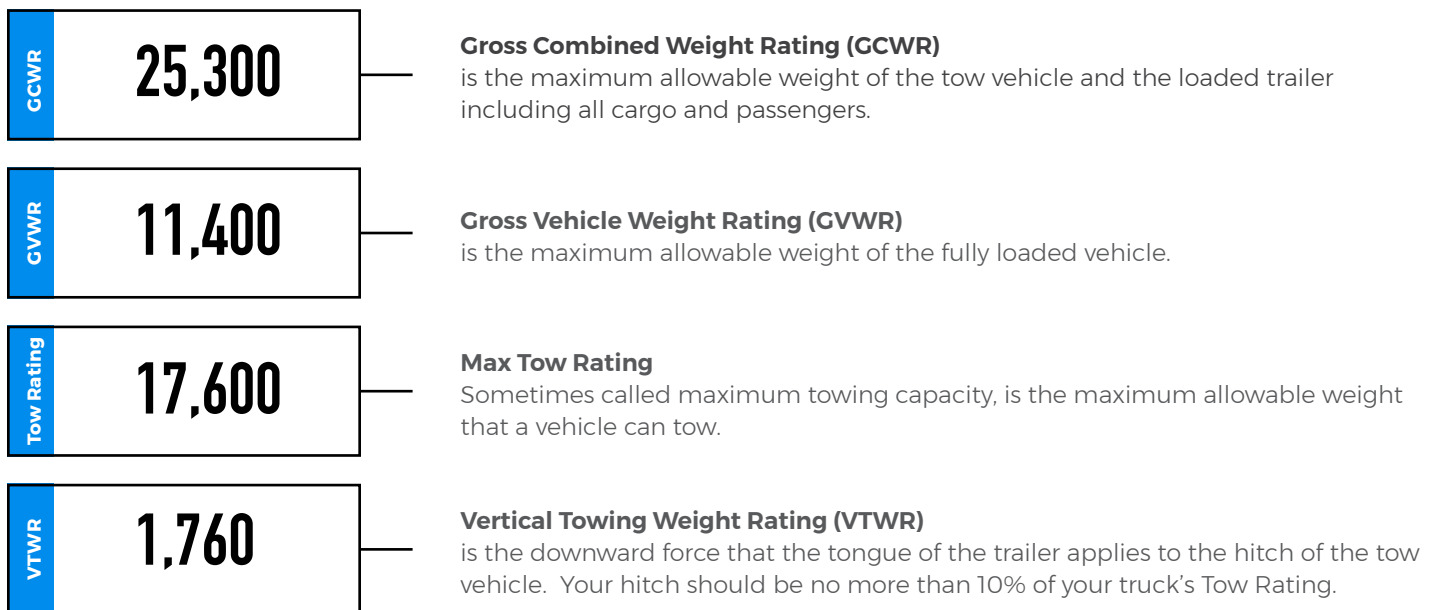 GCWR
25,300
Gross Combined Weight Rating (GCWR)
is the maximum allowable weight of the tow vehicle and the loaded trailer
including all cargo and passengers.
GVWR
11,400
Gross Vehicle Weight Rating (GVWR)
is the maximum allowable weight of the fully loaded vehicle.
Tow Rating
17,600
Max Tow Rating
Sometimes called maximum towing capacity, is the maximum allowable weight
that a vehicle can tow.
VTWR
1,760
Vertical Towing Weight Rating (VTWR)
is the downward force that the tongue of the trailer applies to the hitch of the tow
vehicle.  Your hitch should be no more than 10% of your truck’s Tow Rating.